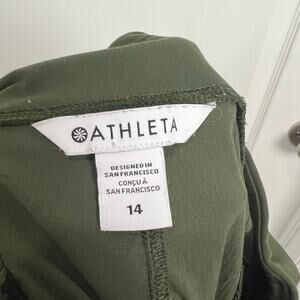 ATHLETA
DESIGNED IN
SAN FRANCISCO
CONÇU À
SAN FRANCISCO
14